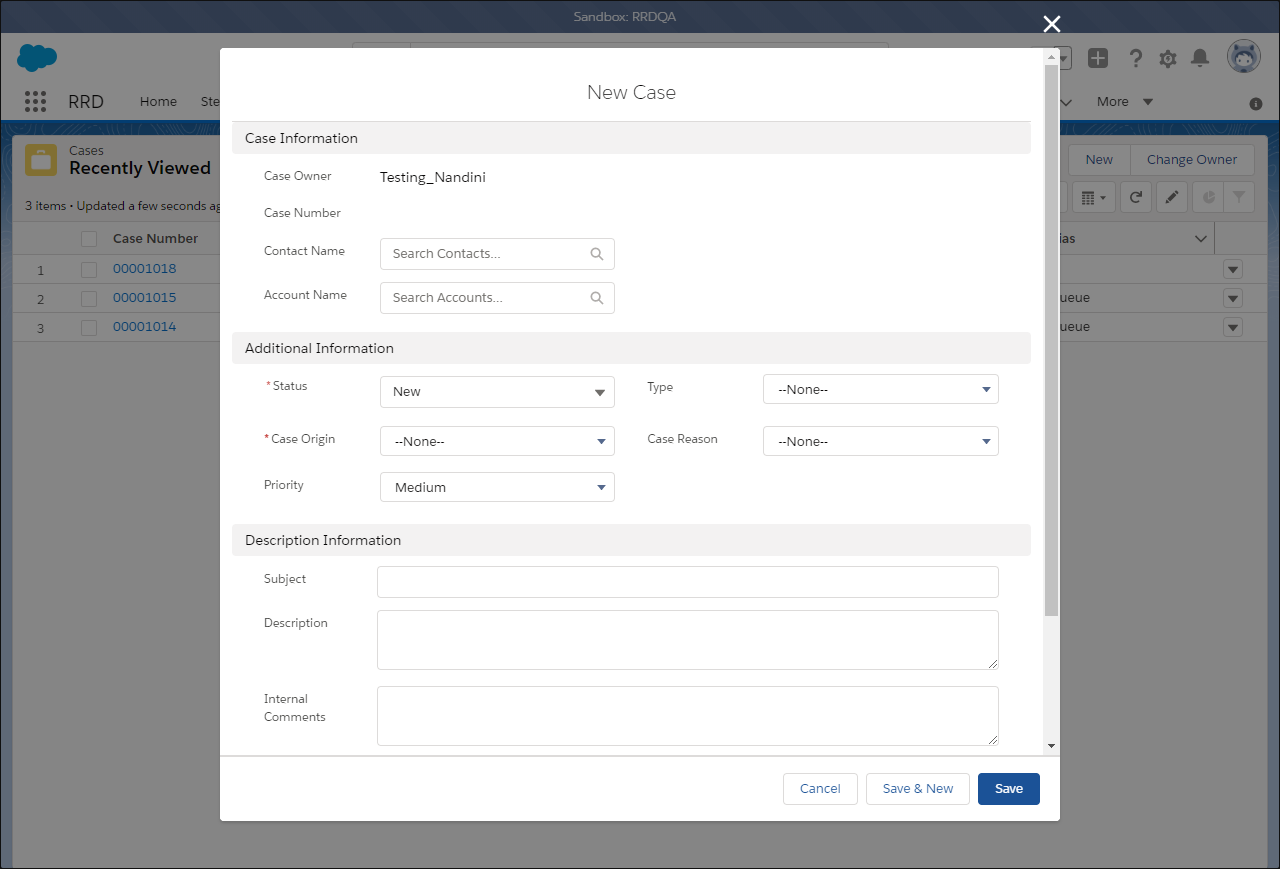 Sandbox: RRDQA
RRD Home Ste More
Cases
Recently Viewed
New Change Owner
3 items • Updated a few seconds ag
Case Number ias
1 00001018
2 00001015 ueue
3 00001014 ueue
New Case
Case Information
Case Owner Testing_Nandini
Case Number
Contact Name Search Contacts...
Account Name Search Accounts...
Additional Information
*Status New Type --None--
*Case Origin --None-- Case Reason --None--
Priority Medium
Description Information
Subject
Description
Internal
Comments
Cancel Save & New Save